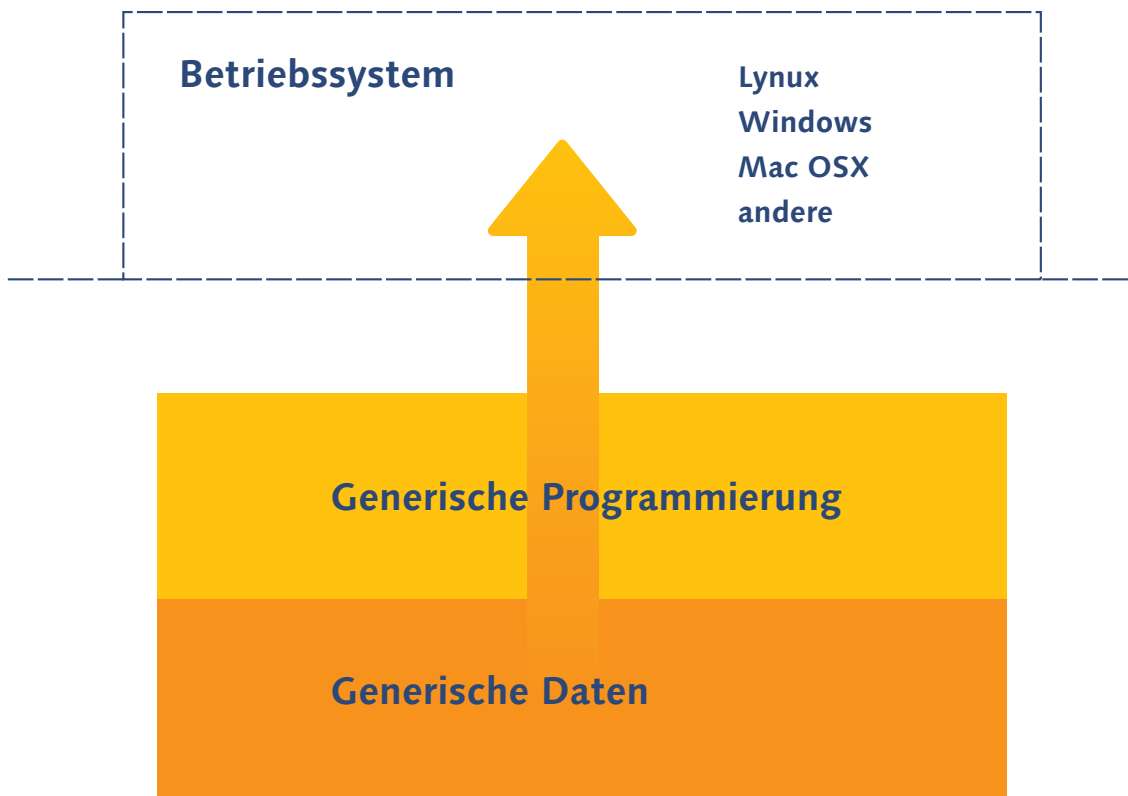 Betriebssystem
Lynux
Windows
Mac OSX
andere
Generische Programmierung
Generische Daten